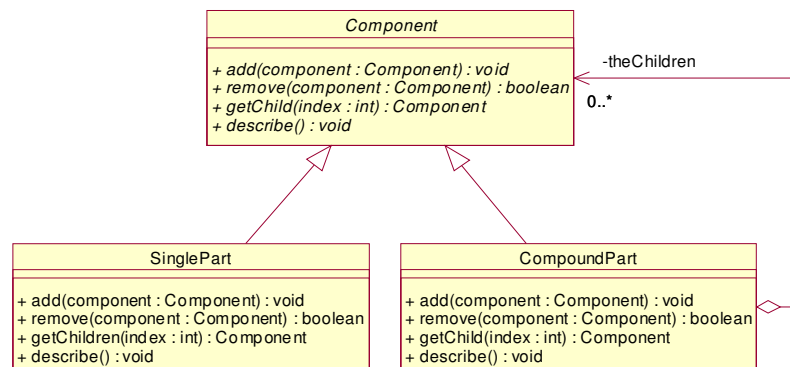 Component
+ add(component : Component) : void
+ remove(component : Component) : boolean
+ getChild(index : int) : Component
+ describe() : void
-theChildren
0..*
SinglePart
+ add(component : Component) : void
+ remove(component : Component) : boolean
+ getChildren(index : int) : Component
+ describe() : void
CompoundPart
+ add(component : Component) : void
+ remove(component : Component) : boolean
+ getChild(index : int) : Component
+ describe() : void